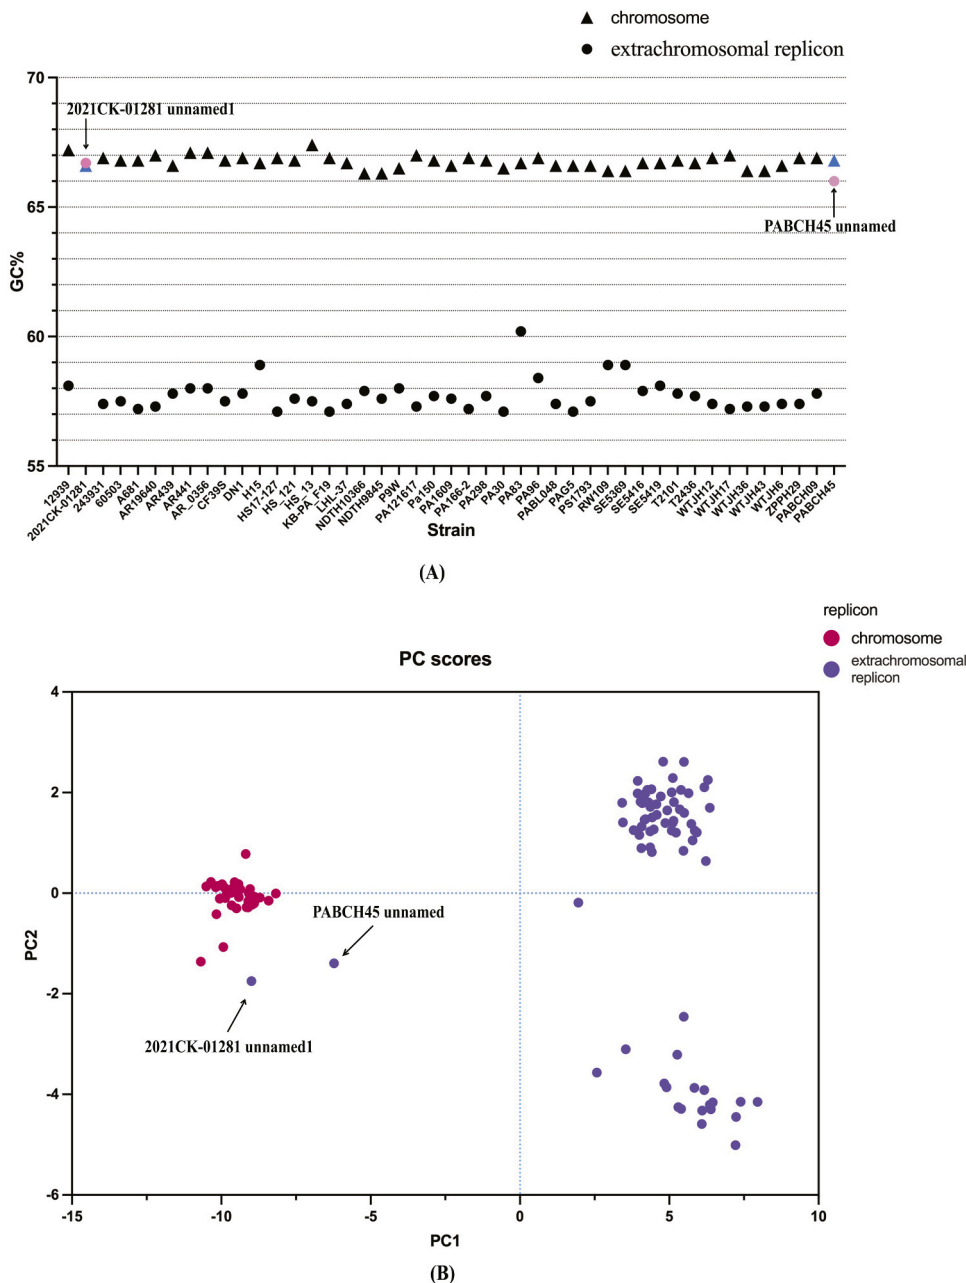 chromosome
extrachromosomal replicon
70
2021CK-01281 unnamed1
65
PABCH45 unnamed
GC%
60
55
12939
2021CK-01281
243931
60503
A681
AR19640
AR439
AR441
AR_0356
CF39S
DN1
H15
HS17-127
HS_121
HS_13
KB-PA_F19
LHL-37
NDTH10366
NDTH9845
P9W
PA121617
Pa150
PA1609
PA166-2
PA298
PA30
PA83
PA96
PABL048
PAG5
PS1793
RW109
SE5369
SE5416
SE5419
T2101
T2436
WTJH12
WTJH17
WTJH36
WTJH43
WTJH6
ZPPH29
PABCH09
PABCH45
Strain
(A)
replicon
chromosome
extrachromosomal
replicon
PC scores
4
2
0
PABCH45 unnamed
PC2
-2
2021CK-01281 unnamed1
-4
-6
-15
-10
-5
0
5
10
PC1
(B)